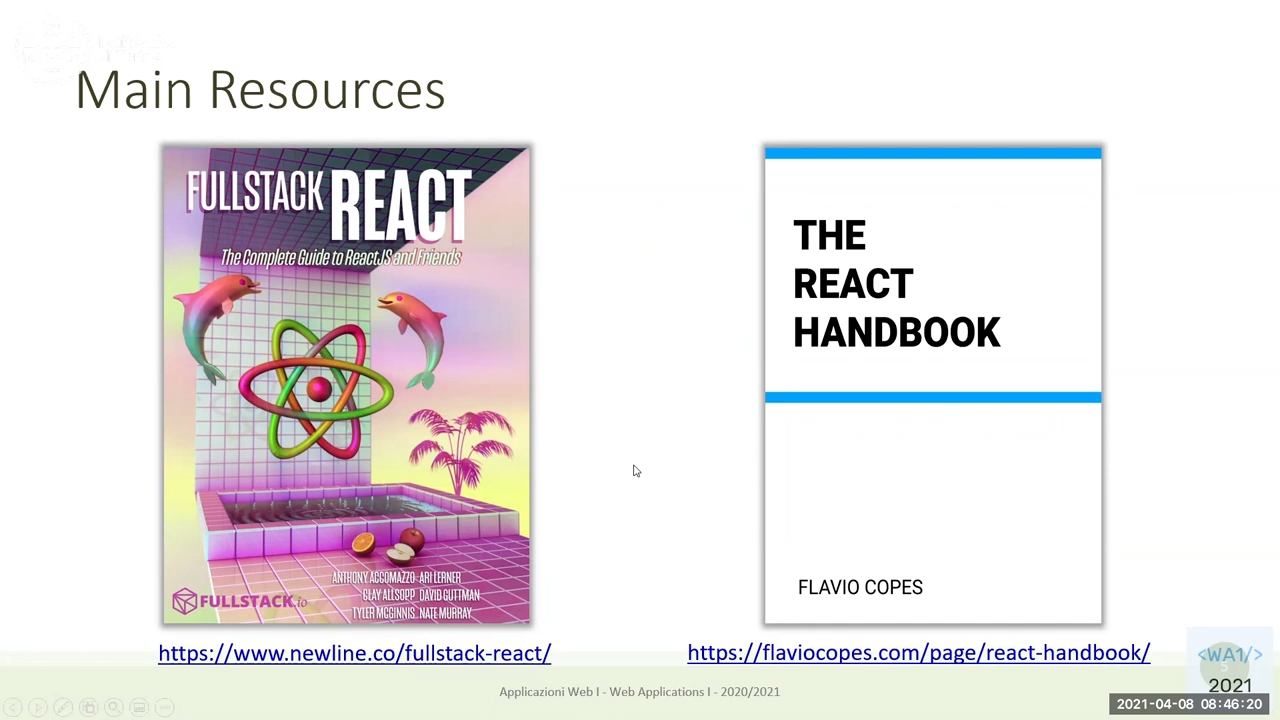 Main Resources
FULLSTACK REACT
The Complete Guide to ReactJS and Friends
ANTHONY ACCOMAZZO ARI LERNER
CLAY ALLSOPP DAVID GUTTMAN
TYLER MCGINNIS NATE MURRAY
FULLSTACK.io
https://www.newline.co/fullstack-react/
THE
REACT
HANDBOOK
FLAVIO COPES
https://flaviocopes.com/page/react-handbook/
<WA1/>
2021
Applicazioni Web I - Web Applications I - 2020/2021
2021-04-08 08:46:20